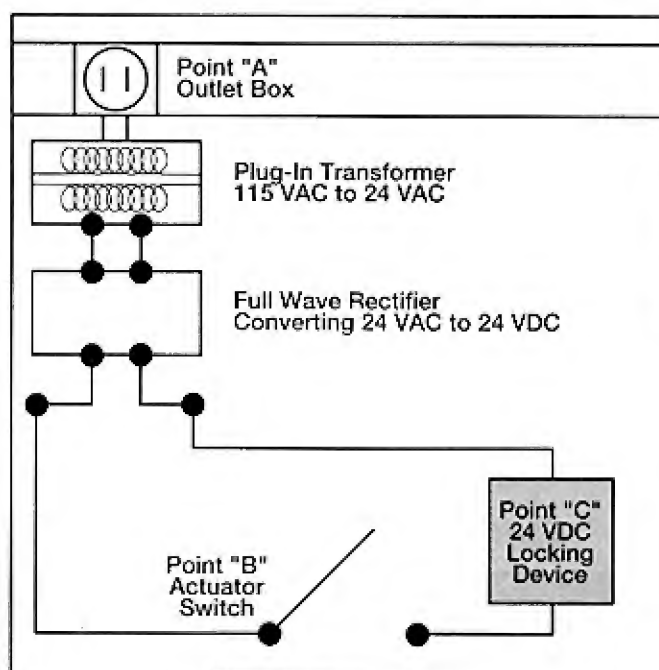 Point "A"
Outlet Box
Plug-In Transformer
115 VAC to 24 VAC
Full Wave Rectifier
Converting 24 VAC to 24 VDC
Point "C"
24 VDC
Locking
Device
Point "B"
Actuator
Switch